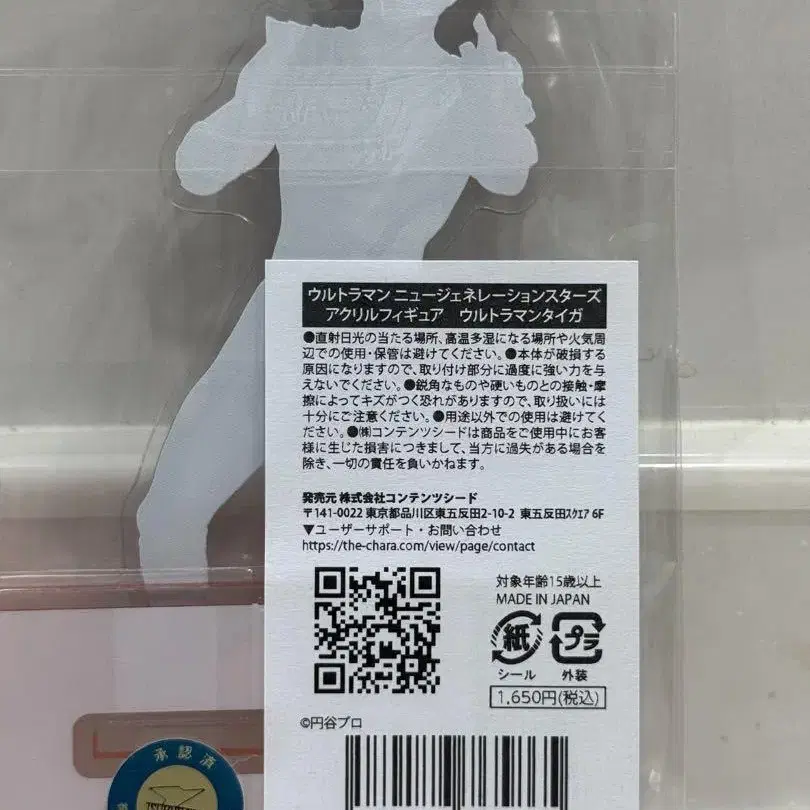 ウルトラマン ニュージェネレーションスターズ
アクリルフィギュア　ウルトラマンタイガ
●直射日光の当たる場所、高温多湿になる場所や火気周
辺での使用・保管は避けてください。●本体が破損する
原因になりますので、取り付け部分に過度に強い力を与
えないでください。●鋭角なものや硬いものとの接触・摩
擦によってキズがつく恐れがありますので、取り扱いには
十分にご注意ください。●用途以外での使用は避けてく
ださい。●㈱コンテンツシードは商品をご使用中にお客
様に生じた損害につきまして、当方に過失がある場合を
除き、一切の責任を負いかねます。
発売元 株式会社コンテンツシード
〒141-0022 東京都品川区東五反田2-10-2 東五反田スクエア 6F
▼ユーザーサポート・お問い合わせ
https://the-chara.com/view/page/contact
対象年齢15歳以上
MADE IN JAPAN
紙 プラ
シール 外装
1,650円(税込)
©円谷プロ
承認済